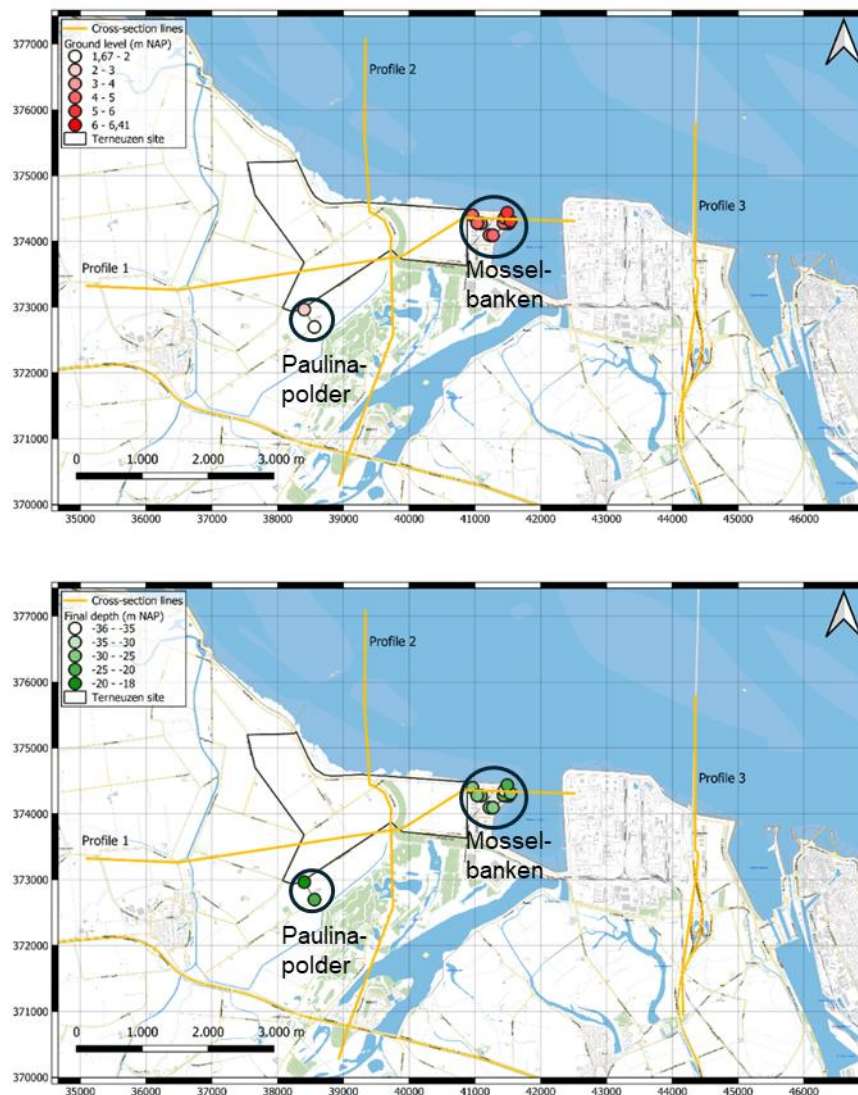 Cross-section lines
Ground level (m NAP)
1,67 - 2
2 - 3
3 - 4
4 - 5
5 - 6
6 - 6,41
Terneuzen site
377000
376000
375000
374000
373000
372000
371000
370000
Profile 2
Profile 3
Profile 1
Mossel-
banken
Paulina-
polder
0 1.000 2.000 3.000 m
35000 36000 37000 38000 39000 40000 41000 42000 43000 44000 45000 46000
Cross-section lines
Final depth (m NAP)
-36 - -35
-35 - -30
-30 - -25
-25 - -20
-20 - -18
Terneuzen site
377000
376000
375000
374000
373000
372000
371000
370000
Profile 2
Profile 3
Profile 1
Mossel-
banken
Paulina-
polder
0 1.000 2.000 3.000 m
35000 36000 37000 38000 39000 40000 41000 42000 43000 44000 45000 46000